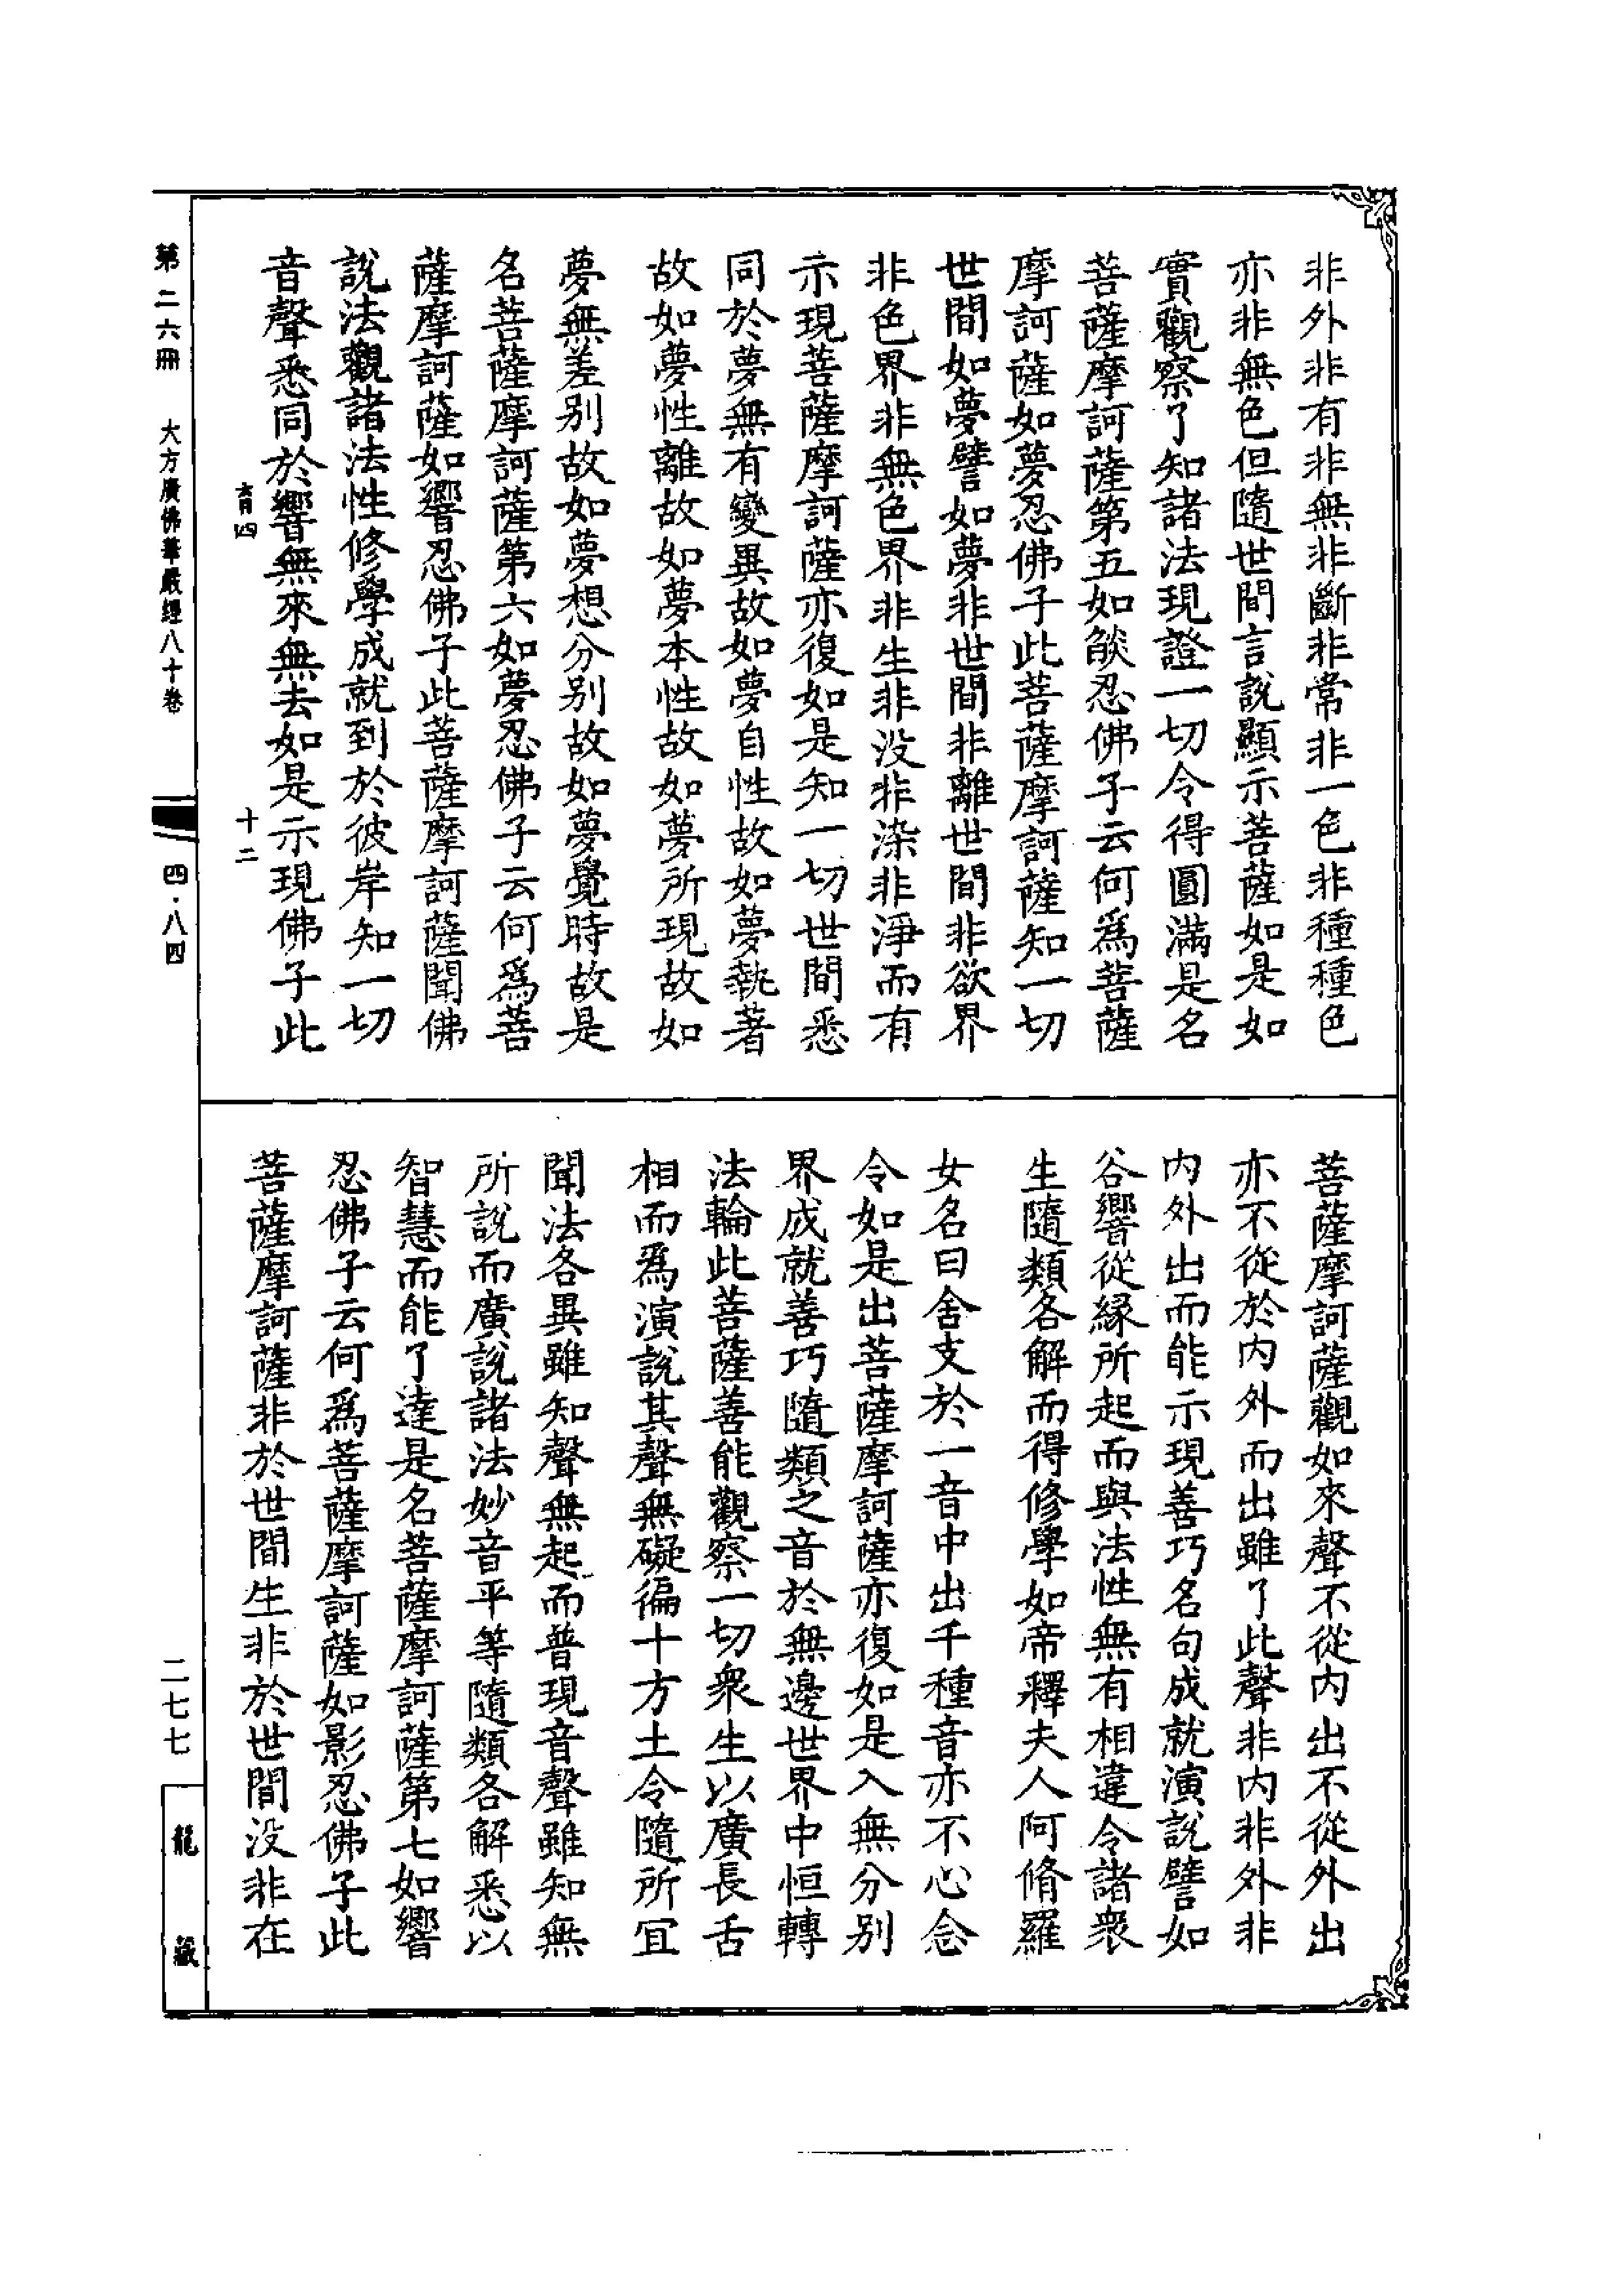 非外非有非無非斷非常非一色非種種色
亦非無色但隨世間言說顯示菩薩如是如
實觀察了知諸法現證一切令得圓滿是名
菩薩摩訶薩第五如燄忍佛子云何爲菩薩
摩訶薩如夢忍佛子此菩薩摩訶薩知一切
世間如夢譬如夢非世間非離世間非欲界
非色界非無色界非生非没非染非淨而有
示現菩薩摩訶薩亦復如是知一切世間悉
同於夢無有變異故如夢自性故如夢執著
故如夢性離故如夢本性故如夢所現故如
夢無差别故如夢想分别故如夢覺時故是
名菩薩摩訶薩第六如夢忍佛子云何爲菩
薩摩訶薩如響忍佛子此菩薩摩訶薩聞佛
說法觀諸法性修學成就到於彼岸知一切
音聲悉同於響無來無去如是示現佛子此
菩薩摩訶薩觀如來聲不從内出不從外出
亦不從於内外而出雖了此聲非内非外非
内外出而能示現善巧名句成就演說譬如
谷響從緣所起而與法性無有相違令諸衆
生隨類各解而得修學如帝釋夫人阿脩羅
女名曰舍支於一音中出千種音亦不心念
令如是出菩薩摩訶薩亦復如是入無分别
界成就善巧隨類之音於無邊世界中恒轉
法輪此菩薩善能觀察一切衆生以廣長舌
相而爲演說其聲無礙徧十方土令隨所宜
聞法各異雖知聲無起而普現音聲雖知無
所說而廣說諸法妙音平等隨類各解悉以
智慧而能了達是名菩薩摩訶薩第七如響
忍佛子云何爲菩薩摩訶薩如影忍佛子此
菩薩摩訶薩非於世間生非於世間没非在
育四 十二
第二六冊 大方廣佛華嚴經八十卷 四·八四 二七七 龍藏